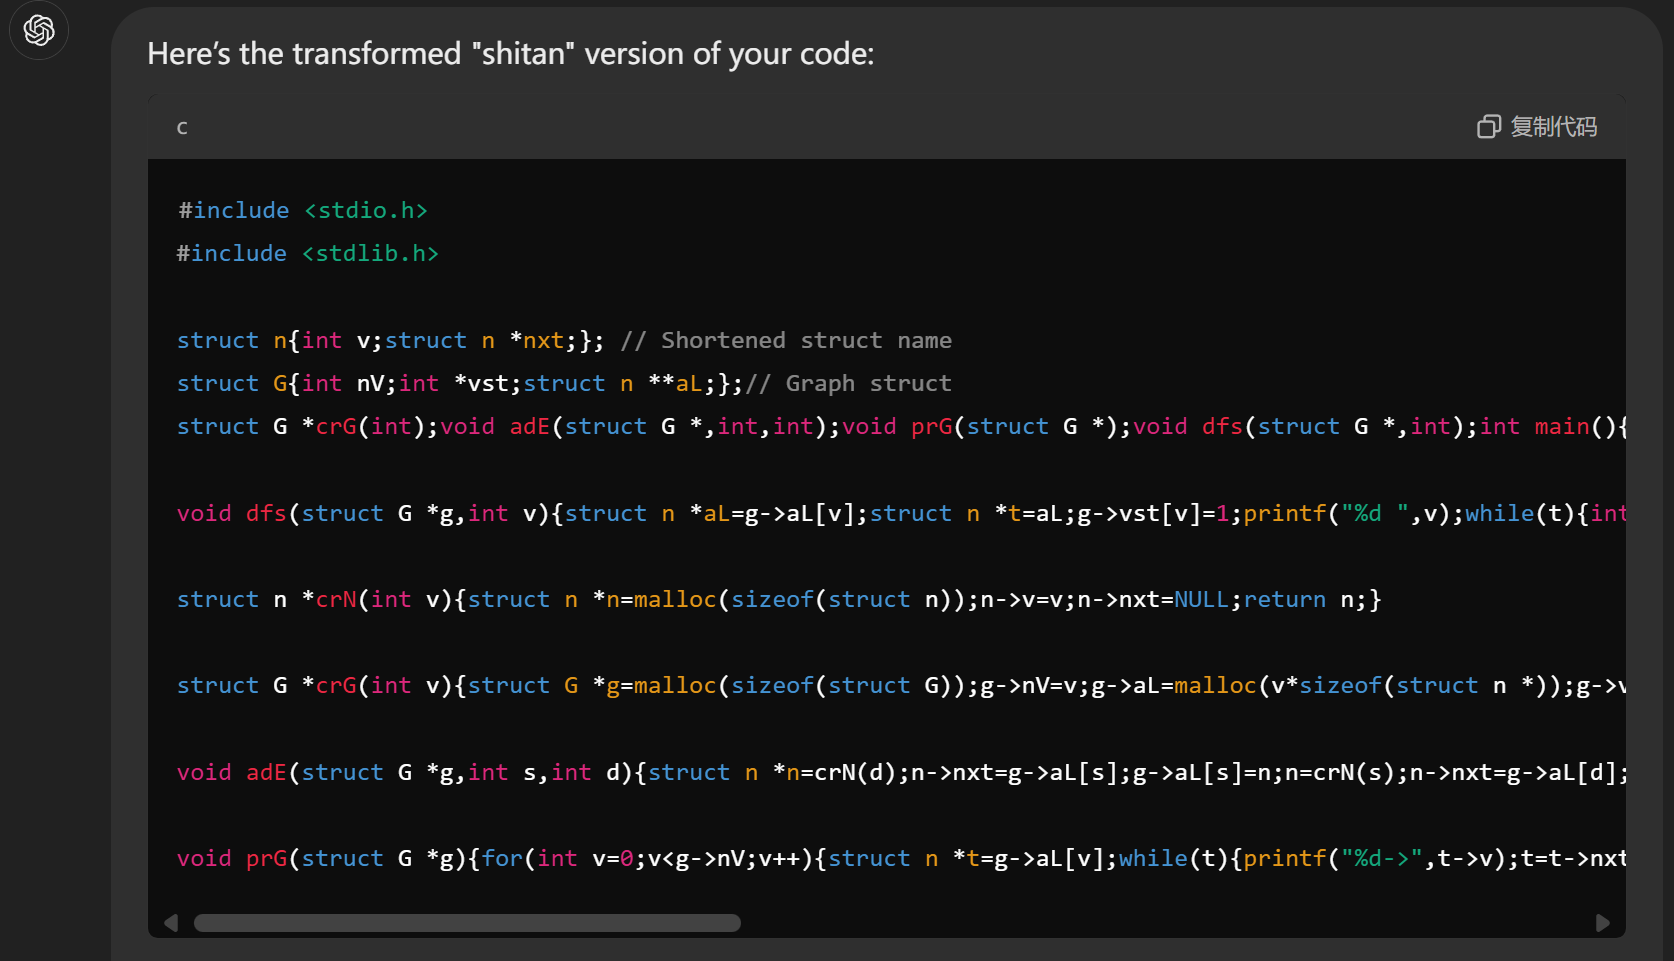 Here's the transformed "shitan" version of your code:
c
复制代码
#include <stdio.h>
#include <stdlib.h>
struct n{int v;struct n *nxt;}; // Shortened struct name
struct G{int nV;int *vst;struct n **aL;};// Graph struct
struct G *crG(int);void adE(struct G *,int,int);void prG(struct G *);void dfs(struct G *,int);int main(){
void dfs(struct G *g,int v){struct n *aL=g->aL[v];struct n *t=aL;g->vst[v]=1;printf("%d ",v);while(t){int
struct n *crN(int v){struct n *n=malloc(sizeof(struct n));n->v=v;n->nxt=NULL;return n;}
struct G *crG(int v){struct G *g=malloc(sizeof(struct G));g->nV=v;g->aL=malloc(v*sizeof(struct n *));g->v
void adE(struct G *g,int s,int d){struct n *n=crN(d);n->nxt=g->aL[s];g->aL[s]=n;n=crN(s);n->nxt=g->aL[d];
void prG(struct G *g){for(int v=0;v<g->nV;v++){struct n *t=g->aL[v];while(t){printf("%d->",t->v);t=t->nxt